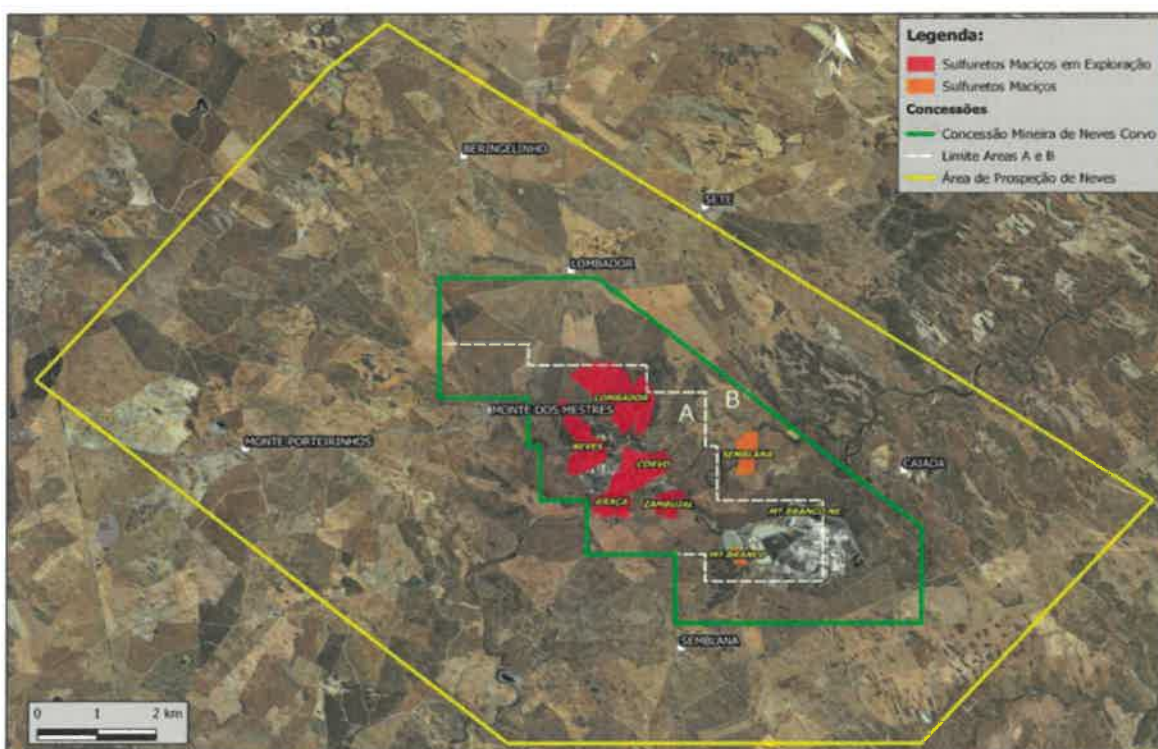 Legenda:
Sulfuretos Maciços em Exploração
Sulfuretos Maciços
Concessões
Concessão Mineira de Neves Corvo
Limite Areas A e B
Área de Prospeção de Neves
N
BERINGELINHO
SETE
LOMBADOR
LOMBADOR
MONTE DOS MESTRES
A
B
MONTE PORTEIRINHOS
NEVES
CORVO
SEMBLANA
CAIADA
GRAÇA
ZAMBUJAL
MT BRANCO NE
MT BRANCO
SEMBLANA
0 1 2 km